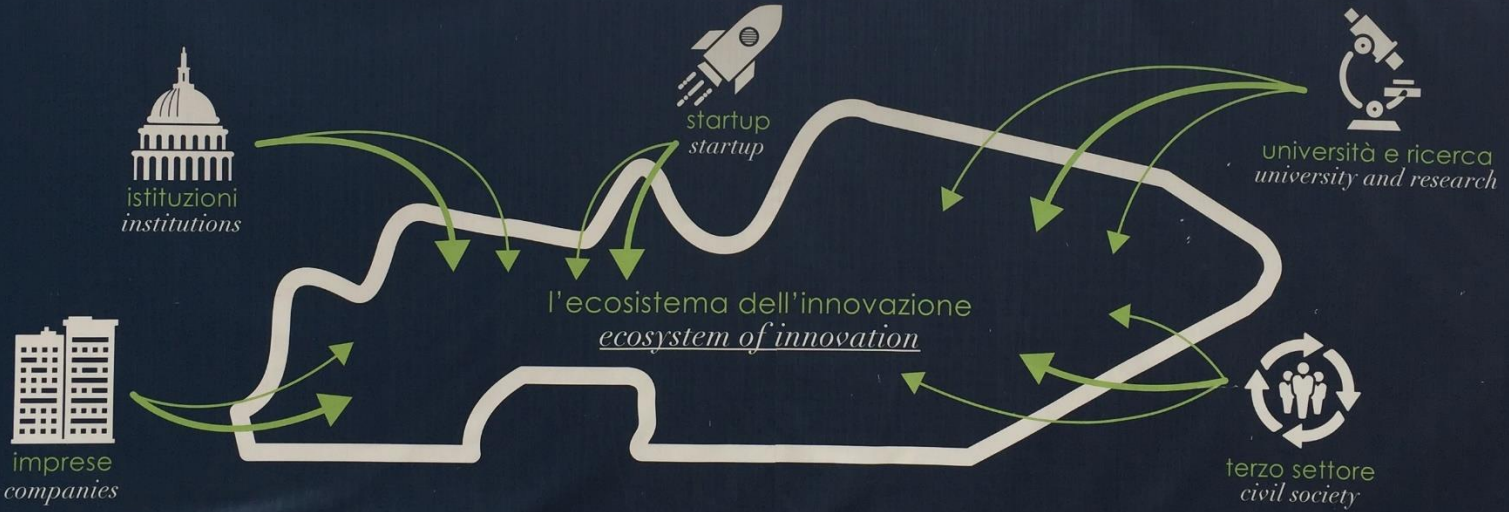 startup
startup
università e ricerca
university and research
istituzioni
institutions
l'ecosistema dell'innovazione
ecosystem of innovation
imprese
companies
terzo settore
civil society